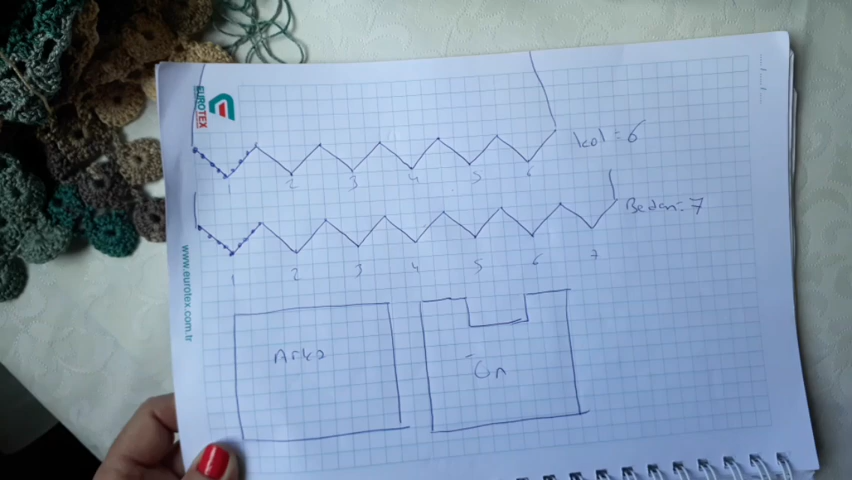 EUROTEX
kol = 6
1 2 3 4 5 6
Beden = 7
1 2 3 4 5 6 7
www.eurotex.com.tr
Arka
Ön
..../..../....